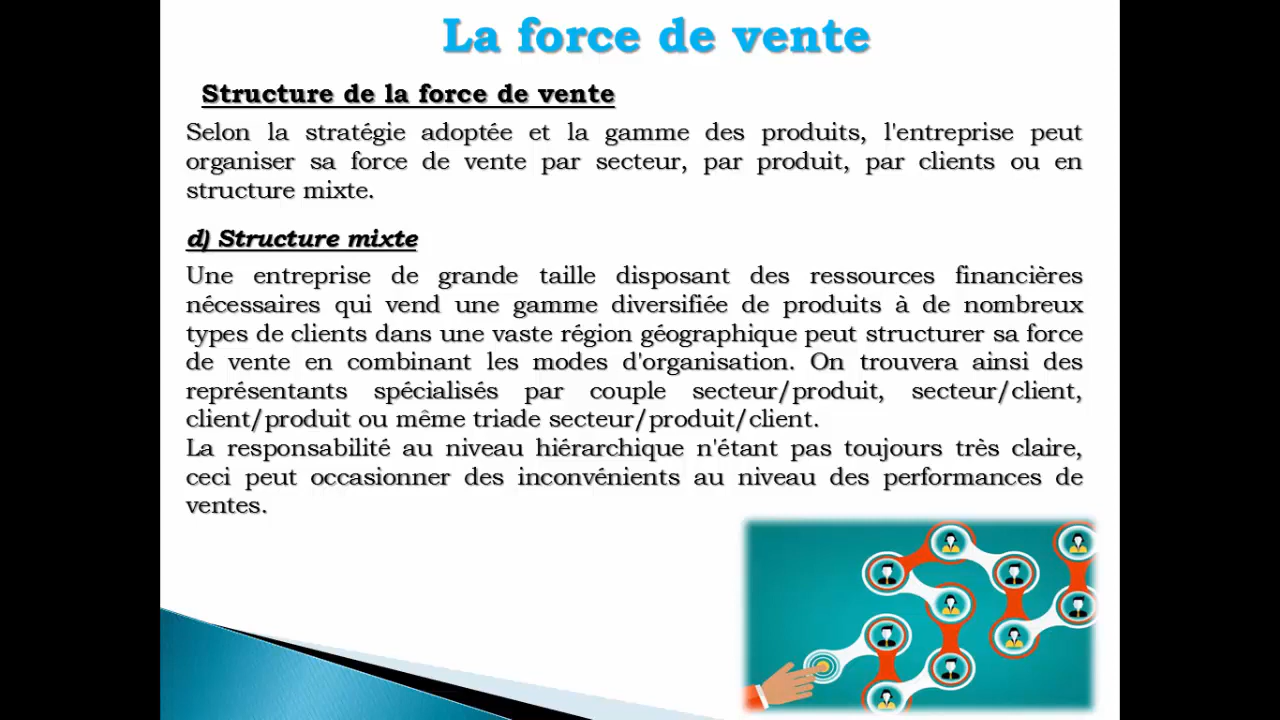 La force de vente
Structure de la force de vente
Selon la stratégie adoptée et la gamme des produits, l'entreprise peut
organiser sa force de vente par secteur, par produit, par clients ou en
structure mixte.
d) Structure mixte
Une entreprise de grande taille disposant des ressources financières
nécessaires qui vend une gamme diversifiée de produits à de nombreux
types de clients dans une vaste région géographique peut structurer sa force
de vente en combinant les modes d'organisation. On trouvera ainsi des
représentants spécialisés par couple secteur/produit, secteur/client,
client/produit ou même triade secteur/produit/client.
La responsabilité au niveau hiérarchique n'étant pas toujours très claire,
ceci peut occasionner des inconvénients au niveau des performances de
ventes.